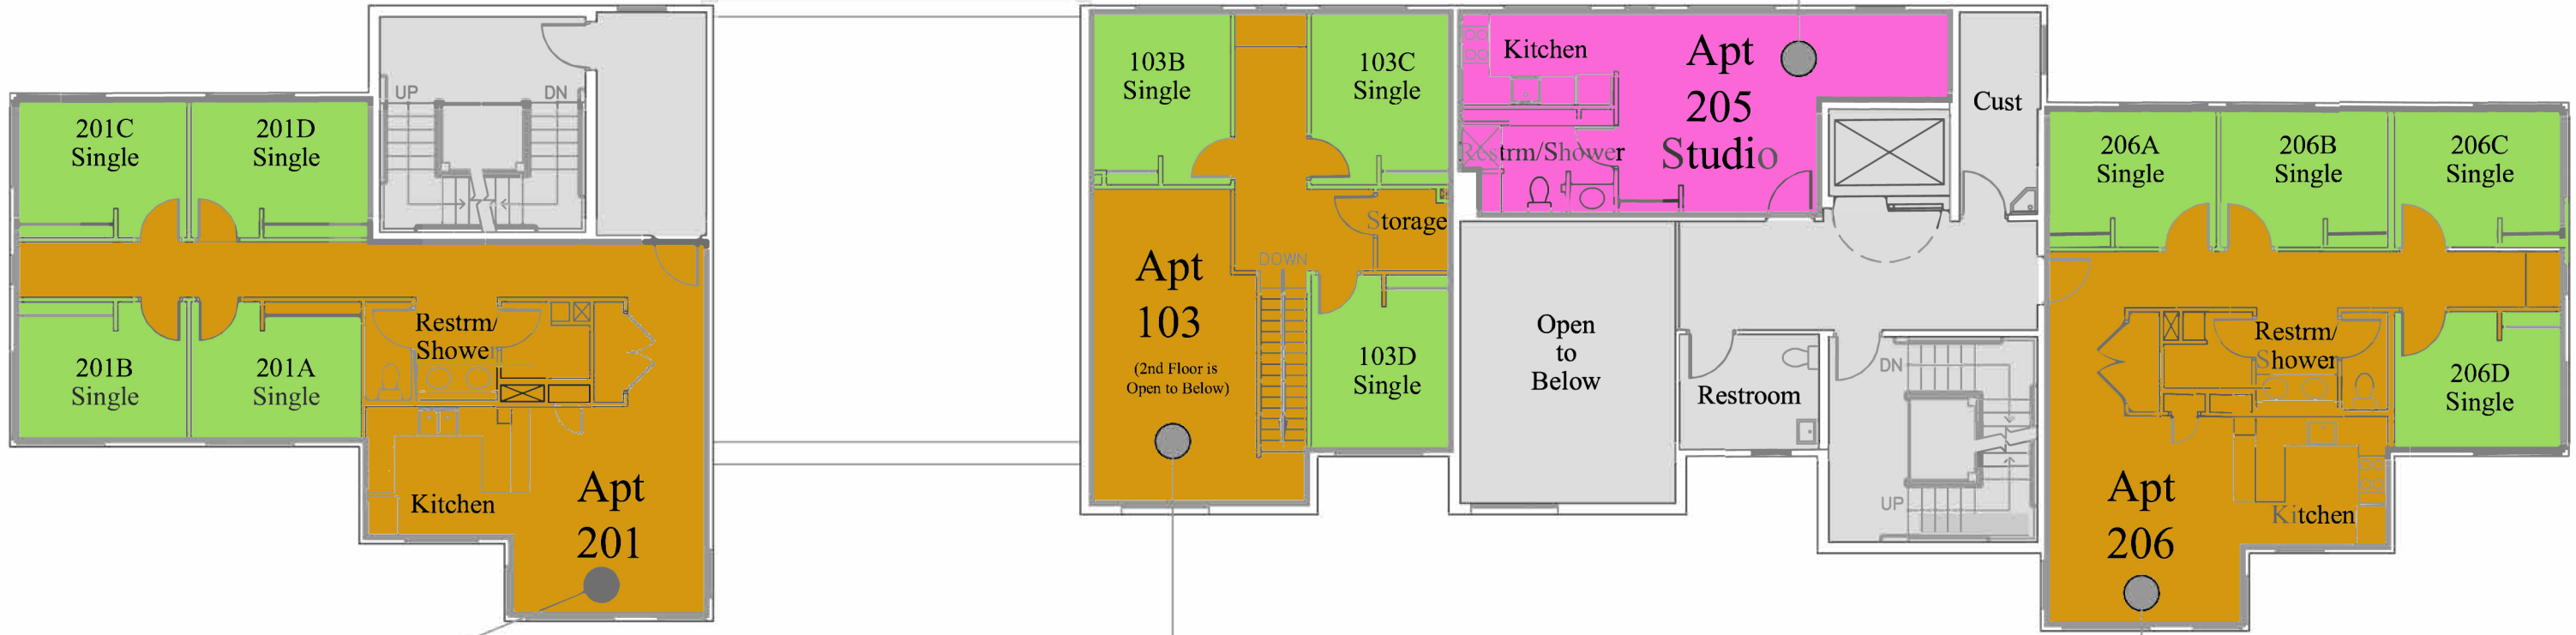 201C
Single
201D
Single
UP
DN
201B
Single
201A
Single
Restrm/
Shower
Kitchen
Apt
201
103B
Single
103C
Single
Storage
DOWN
Apt
103
(2nd Floor is
Open to Below)
103D
Single
Kitchen
Apt
205
Studio
Restrm/Shower
Cust
Open
to
Below
Restroom
DN
UP
206A
Single
206B
Single
206C
Single
Restrm/
Shower
206D
Single
Apt
206
Kitchen